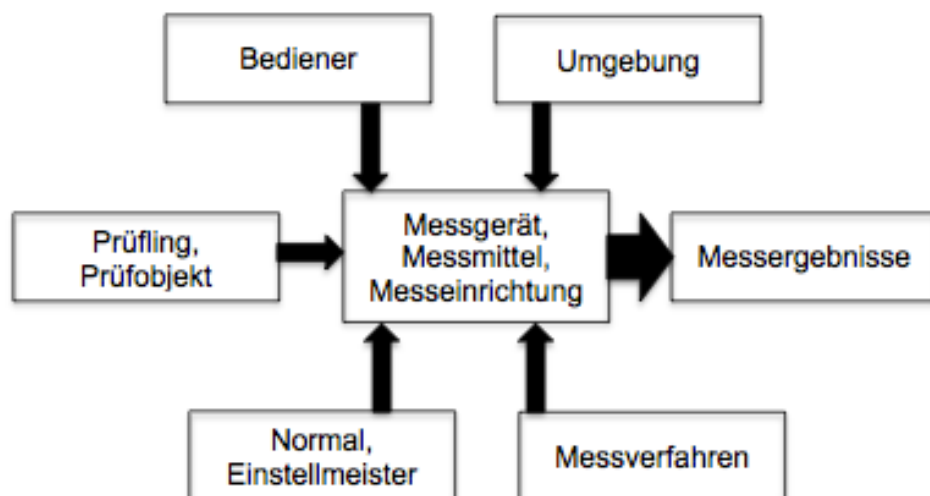 Bediener
Umgebung
Prüfling,
Prüfobjekt
Messgerät,
Messmittel,
Messeinrichtung
Messergebnisse
Normal,
Einstellmeister
Messverfahren